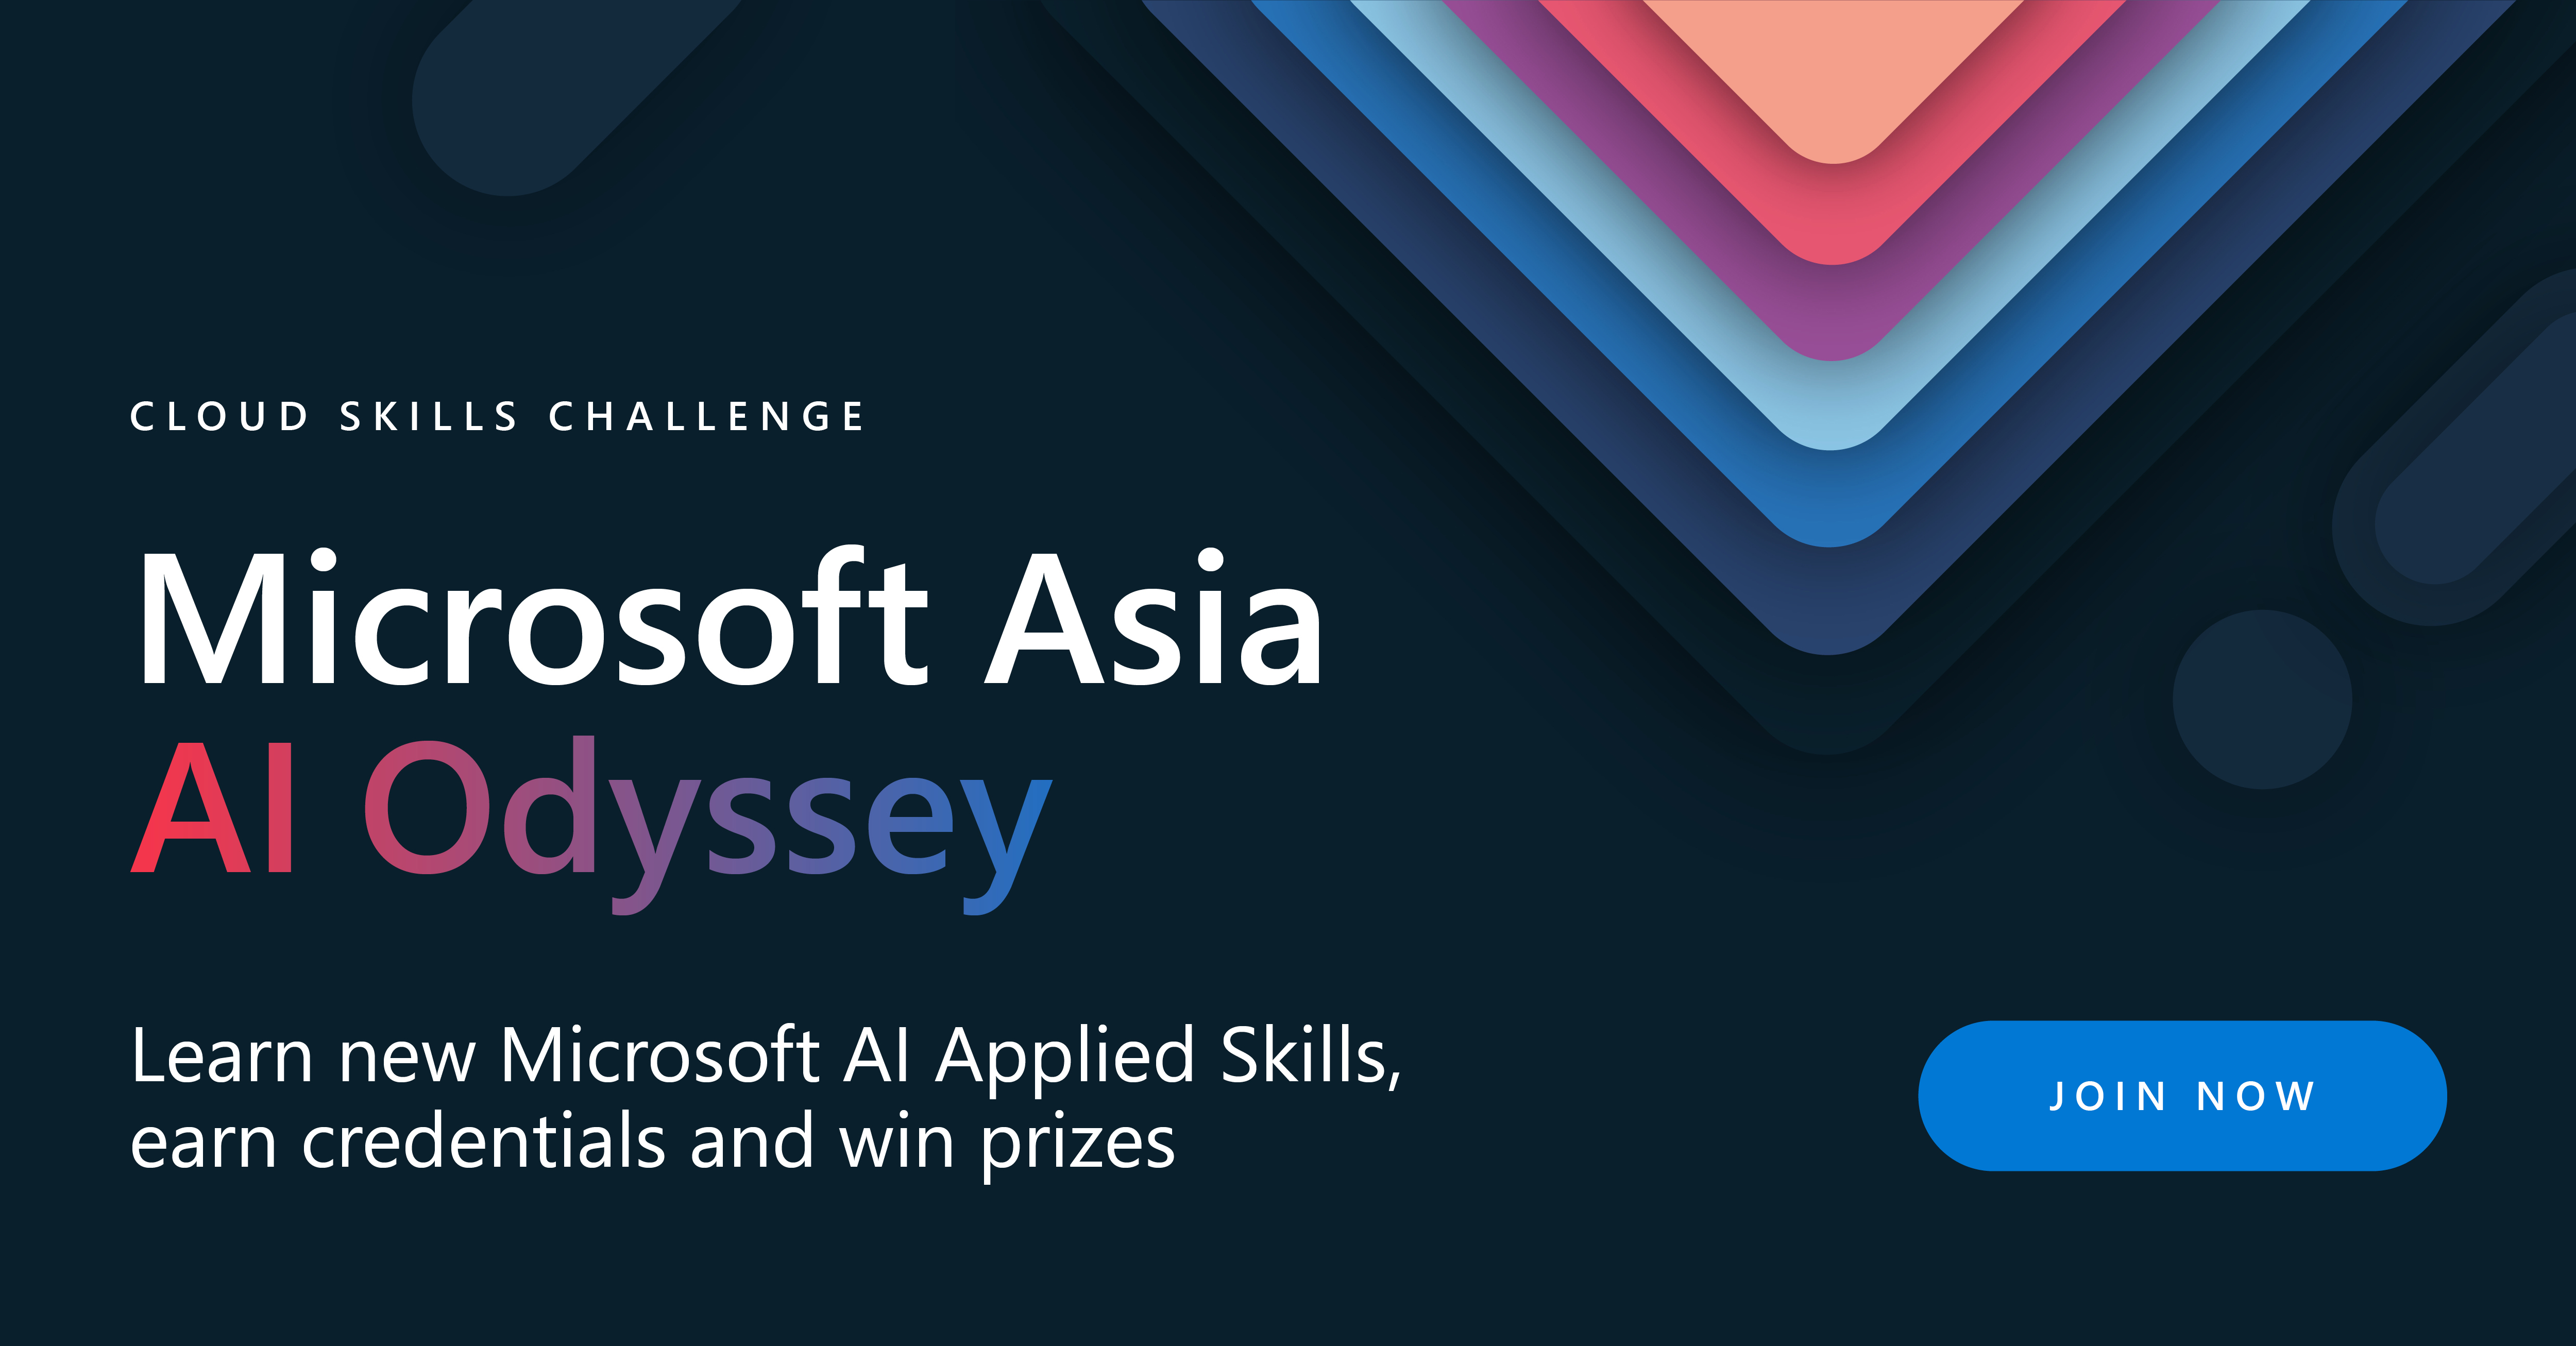 CLOUD SKILLS CHALLENGE
Microsoft Asia
AI Odyssey
Learn new Microsoft AI Applied Skills,
earn credentials and win prizes
JOIN NOW